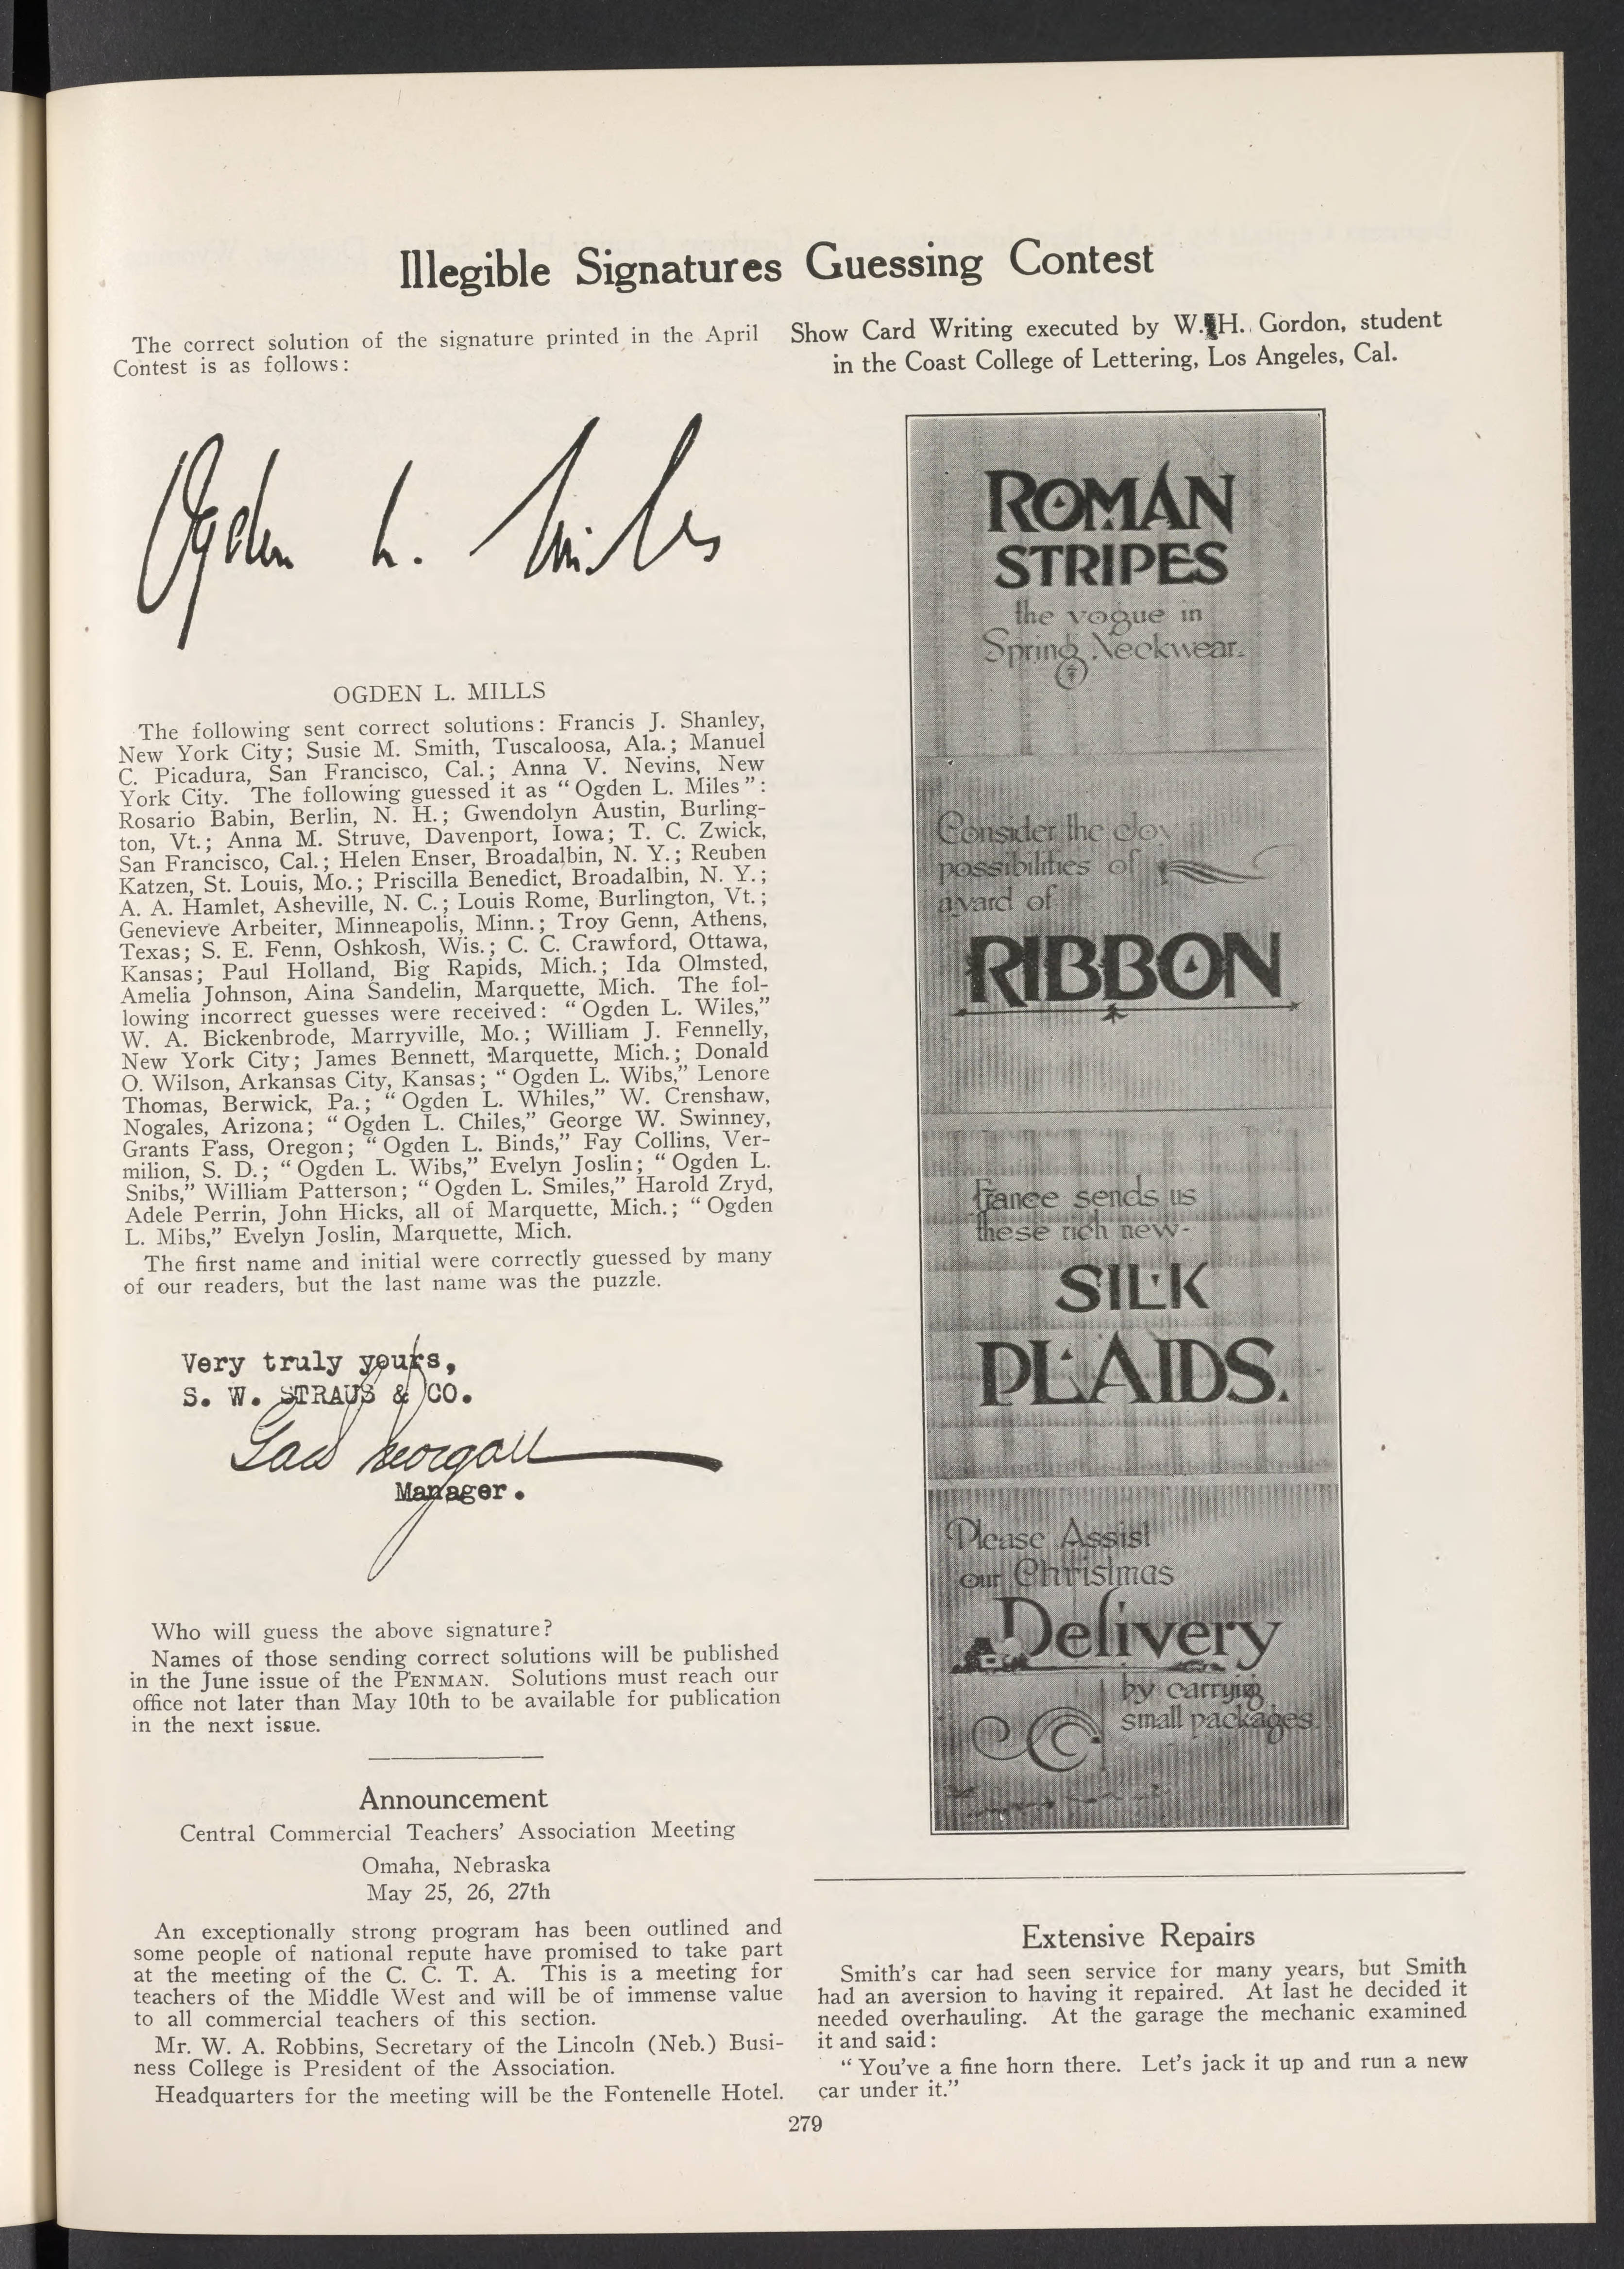 Illegible Signatures Guessing Contest
The correct solution of the signature printed in the April
Contest is as follows:
Ogden L. Mills
OGDEN L. MILLS
The following sent correct solutions: Francis J. Shanley,
New York City; Susie M. Smith, Tuscaloosa, Ala.; Manuel
C. Picadura, San Francisco, Cal.; Anna V. Nevins, New
York City. The following guessed it as “Ogden L. Miles”:
Rosario Babin, Berlin, N. H.; Gwendolyn Austin, Burling-
ton, Vt.; Anna M. Struve, Davenport, Iowa; T. C. Zwick,
San Francisco, Cal.; Helen Enser, Broadalbin, N. Y.; Reuben
Katzen, St. Louis, Mo.; Priscilla Benedict, Broadalbin, N. Y.;
A. A. Hamlet, Asheville, N. C.; Louis Rome, Burlington, Vt.;
Genevieve Arbeiter, Minneapolis, Minn.; Troy Genn, Athens,
Texas; S. E. Fenn, Oshkosh, Wis.; C. C. Crawford, Ottawa,
Kansas; Paul Holland, Big Rapids, Mich.; Ida Olmsted,
Amelia Johnson, Aina Sandelin, Marquette, Mich. The fol-
lowing incorrect guesses were received: “Ogden L. Wiles,”
W. A. Bickenbrode, Marryville, Mo.; William J. Fennelly,
New York City; James Bennett, Marquette, Mich.; Donald
O. Wilson, Arkansas City, Kansas; “Ogden L. Wibs,” Lenore
Thomas, Berwick, Pa.; “Ogden L. Whiles,” W. Crenshaw,
Nogales, Arizona; “Ogden L. Chiles,” George W. Swinney,
Grants Pass, Oregon; “Ogden L. Binds,” Fay Collins, Ver-
milion, S. D.; “Ogden L. Wibs,” Evelyn Joslin; “Ogden L.
Snibs,” William Patterson; “Ogden L. Smiles,” Harold Zryd,
Adele Perrin, John Hicks, all of Marquette, Mich.; “Ogden
L. Mibs,” Evelyn Joslin, Marquette, Mich.
The first name and initial were correctly guessed by many
of our readers, but the last name was the puzzle.
Very truly yours,
S. W. STRAUS & CO.
Manager.
Who will guess the above signature?
Names of those sending correct solutions will be published
in the June issue of the PENMAN. Solutions must reach our
office not later than May 10th to be available for publication
in the next issue.
Announcement
Central Commercial Teachers' Association Meeting
Omaha, Nebraska
May 25, 26, 27th
An exceptionally strong program has been outlined and
some people of national repute have promised to take part
at the meeting of the C. C. T. A. This is a meeting for
teachers of the Middle West and will be of immense value
to all commercial teachers of this section.
Mr. W. A. Robbins, Secretary of the Lincoln (Neb.) Busi-
ness College is President of the Association.
Headquarters for the meeting will be the Fontenelle Hotel.
Show Card Writing executed by W. H. Gordon, student
in the Coast College of Lettering, Los Angeles, Cal.
ROMAN
STRIPES
the vogue in
Spring Neckwear.
Consider the
possibilities of
a yard of
RIBBON
France sends us
these rich new-
SILK
PLAIDS.
Please Assist
our Christmas
Delivery
by carrying
small packages.
Extensive Repairs
Smith's car had seen service for many years, but Smith
had an aversion to having it repaired. At last he decided it
needed overhauling. At the garage the mechanic examined
it and said:
“You've a fine horn there. Let's jack it up and run a new
car under it.”
279